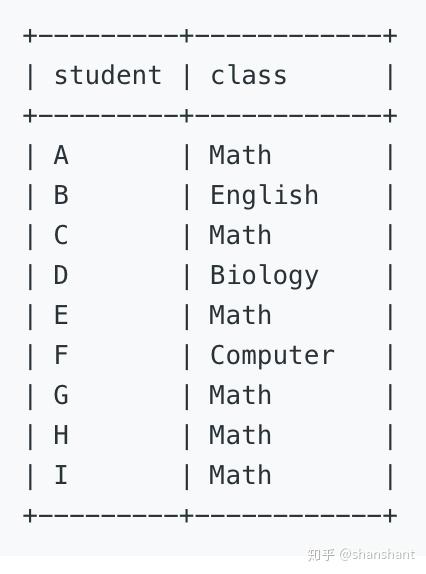 +---------+------------+
| student | class      |
+---------+------------+
| A       | Math       |
| B       | English    |
| C       | Math       |
| D       | Biology    |
| E       | Math       |
| F       | Computer   |
| G       | Math       |
| H       | Math       |
| I       | Math       |
+---------+------------+
知乎 @shanshant